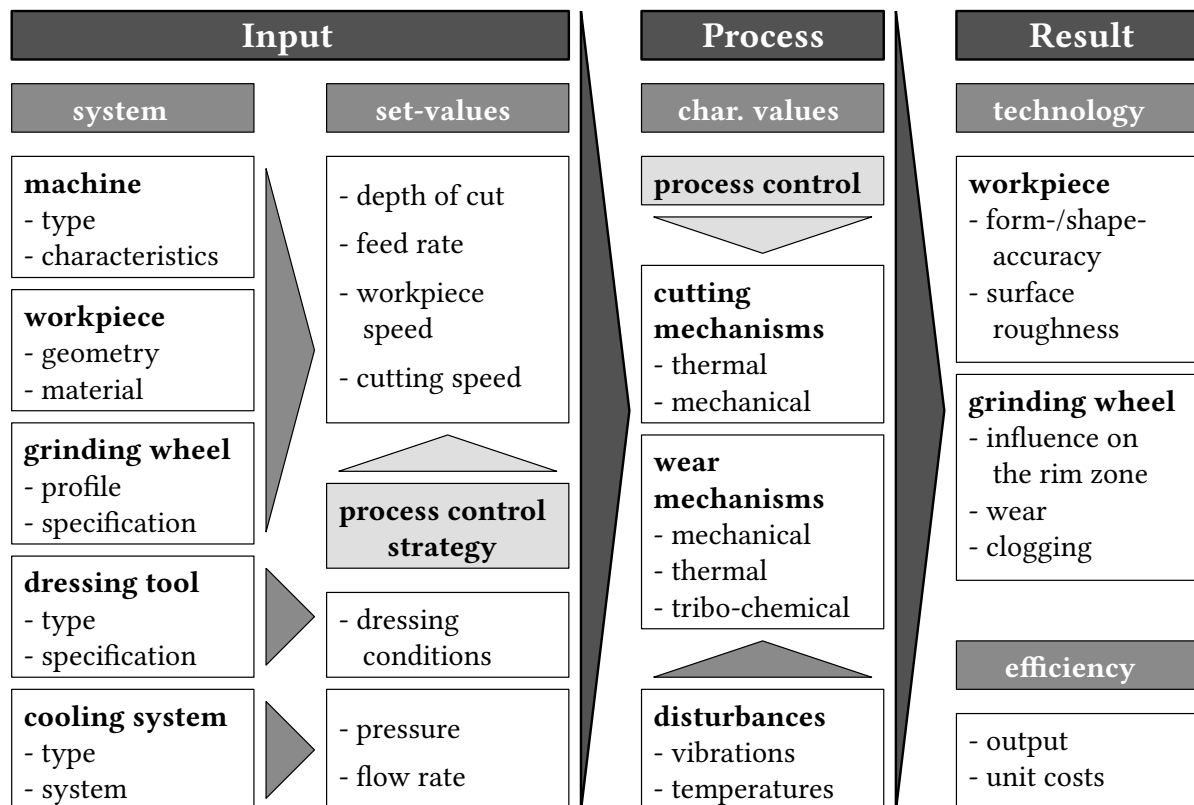 Input
system
machine
- type
- characteristics
workpiece
- geometry
- material
grinding wheel
- profile
- specification
dressing tool
- type
- specification
cooling system
- type
- system
set-values
- depth of cut
- feed rate
- workpiece
speed
- cutting speed
process control
strategy
- dressing
conditions
- pressure
- flow rate
Process
char. values
process control
cutting
mechanisms
- thermal
- mechanical
wear
mechanisms
- mechanical
- thermal
- tribo-chemical
disturbances
- vibrations
- temperatures
Result
technology
workpiece
- form-/shape-
accuracy
- surface
roughness
grinding wheel
- influence on
the rim zone
- wear
- clogging
efficiency
- output
- unit costs